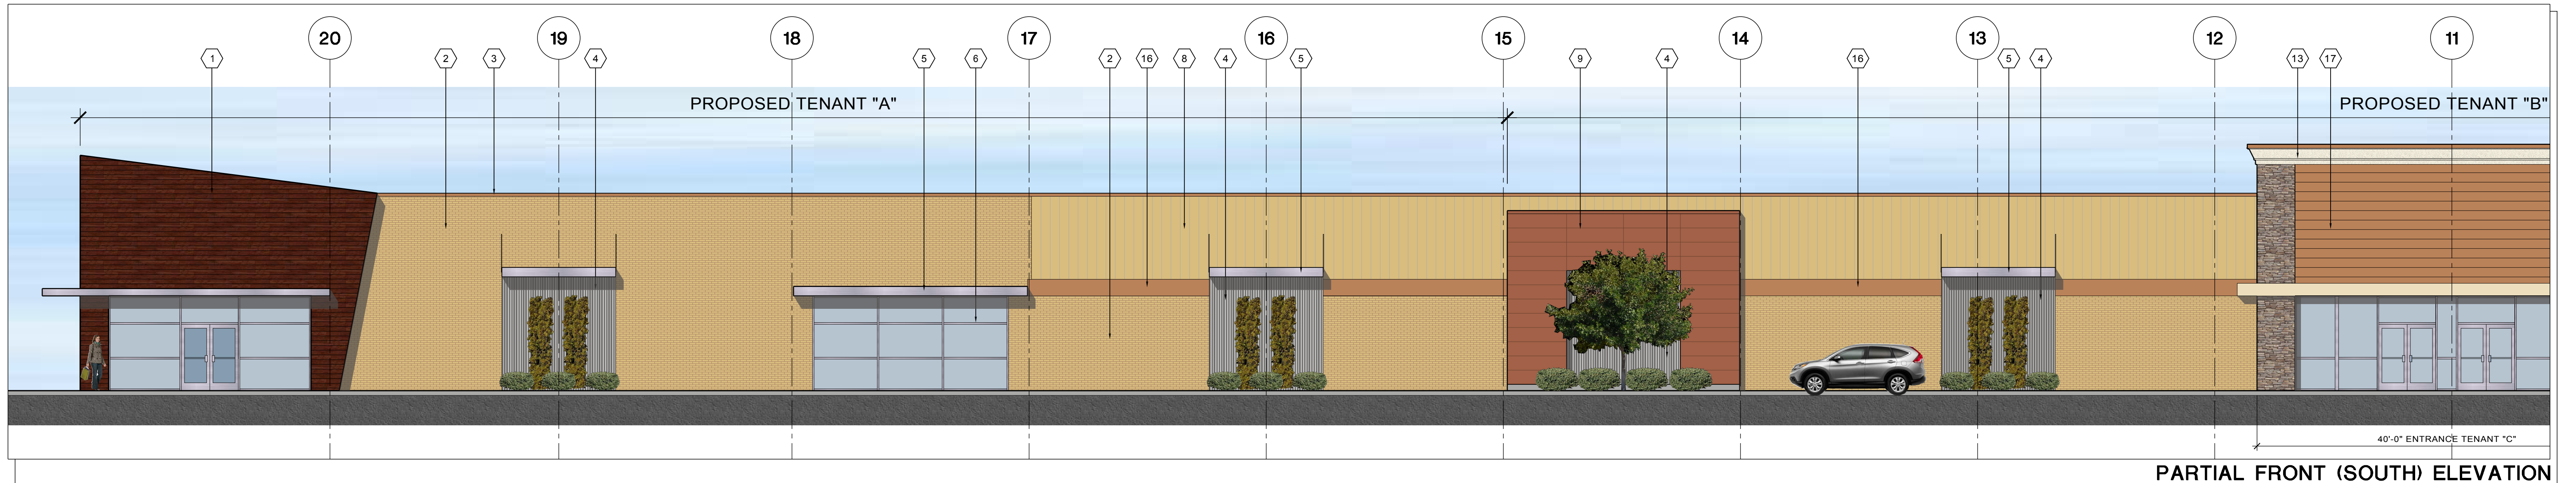 20 19 18 17 16 15 14 13 12 11
1 2 3 4 5 6 2 16 8 4 5 9 4 16 5 4 13 17
PROPOSED TENANT "A" PROPOSED TENANT "B"
40'-0" ENTRANCE TENANT "C"
PARTIAL FRONT (SOUTH) ELEVATION